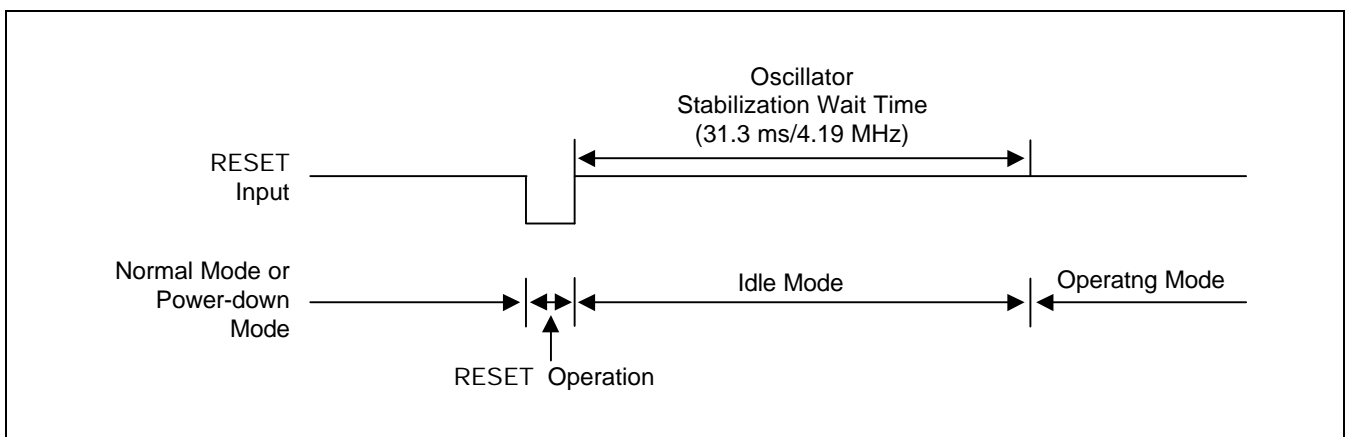 Oscillator
Stabilization Wait Time
(31.3 ms/4.19 MHz)
RESET
Input
Normal Mode or
Power-down
Mode
Idle Mode
Operatng Mode
RESET Operation